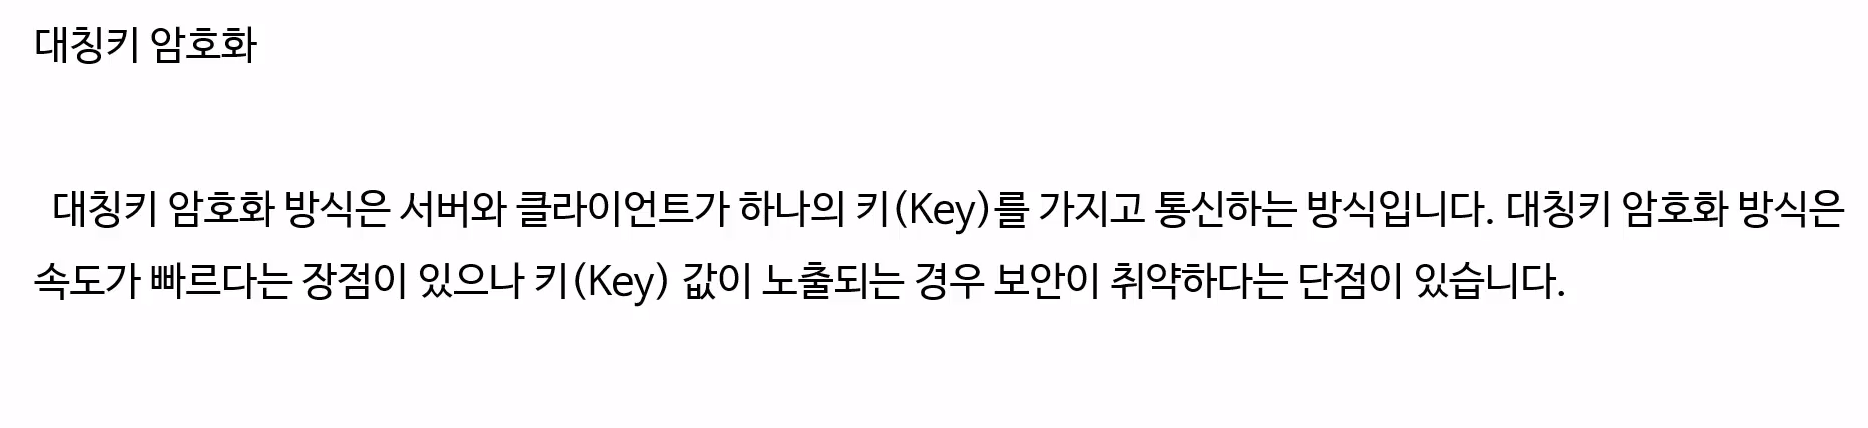 대칭키 암호화
대칭키 암호화 방식은 서버와 클라이언트가 하나의 키(Key)를 가지고 통신하는 방식입니다. 대칭키 암호화 방식은
속도가 빠르다는 장점이 있으나 키(Key) 값이 노출되는 경우 보안이 취약하다는 단점이 있습니다.